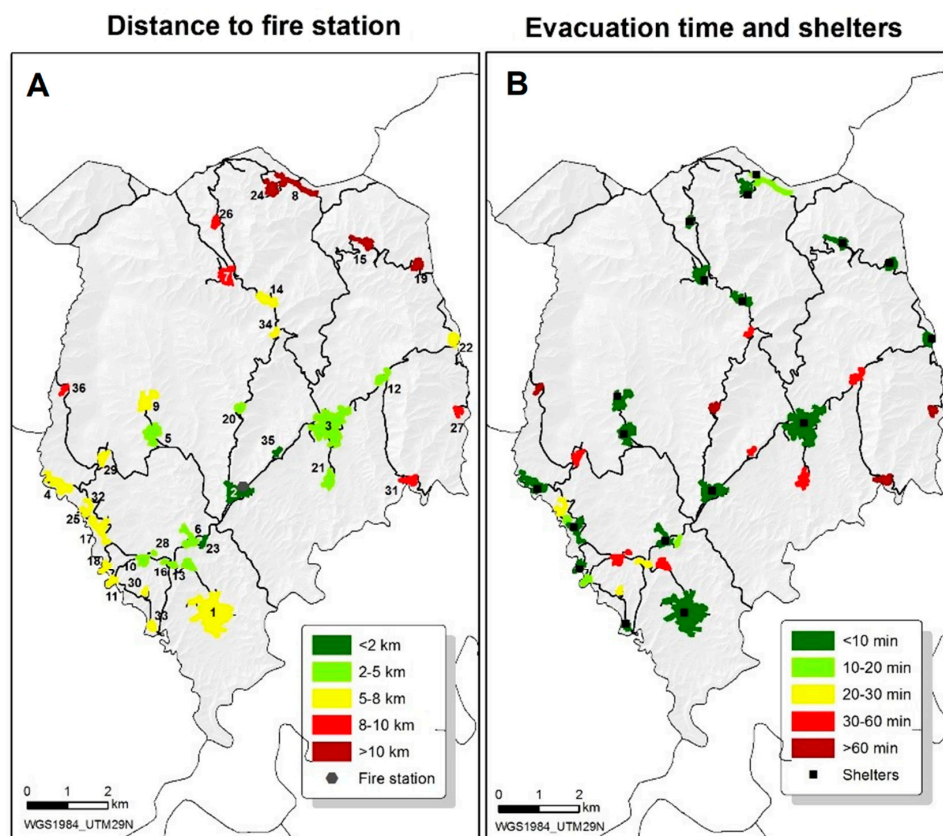 Distance to fire station
Evacuation time and shelters
A
24
8
26
7
15
19
14
34
22
36
9
12
20
3
27
5
35
21
29
31
4
2
32
25
17
6
28
23
18
10
16
13
11
30
1
33
<2 km
2-5 km
5-8 km
8-10 km
>10 km
Fire station
0 1 2
km
WGS1984_UTM29N
B
<10 min
10-20 min
20-30 min
30-60 min
>60 min
Shelters
0 1 2
km
WGS1984_UTM29N